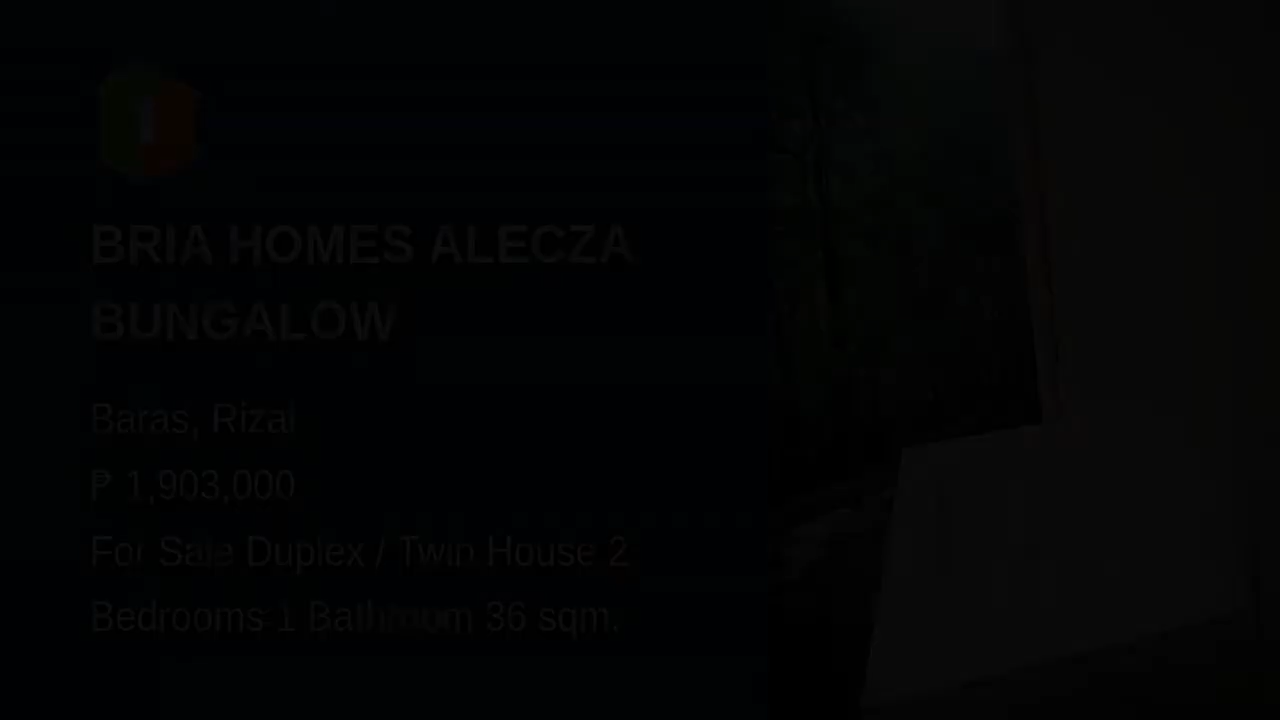 BRIA HOMES ALECZA
BUNGALOW
Baras, Rizal
₱ 1,903,000
For Sale Duplex / Twin House 2
Bedrooms 1 Bathroom 36 sqm.